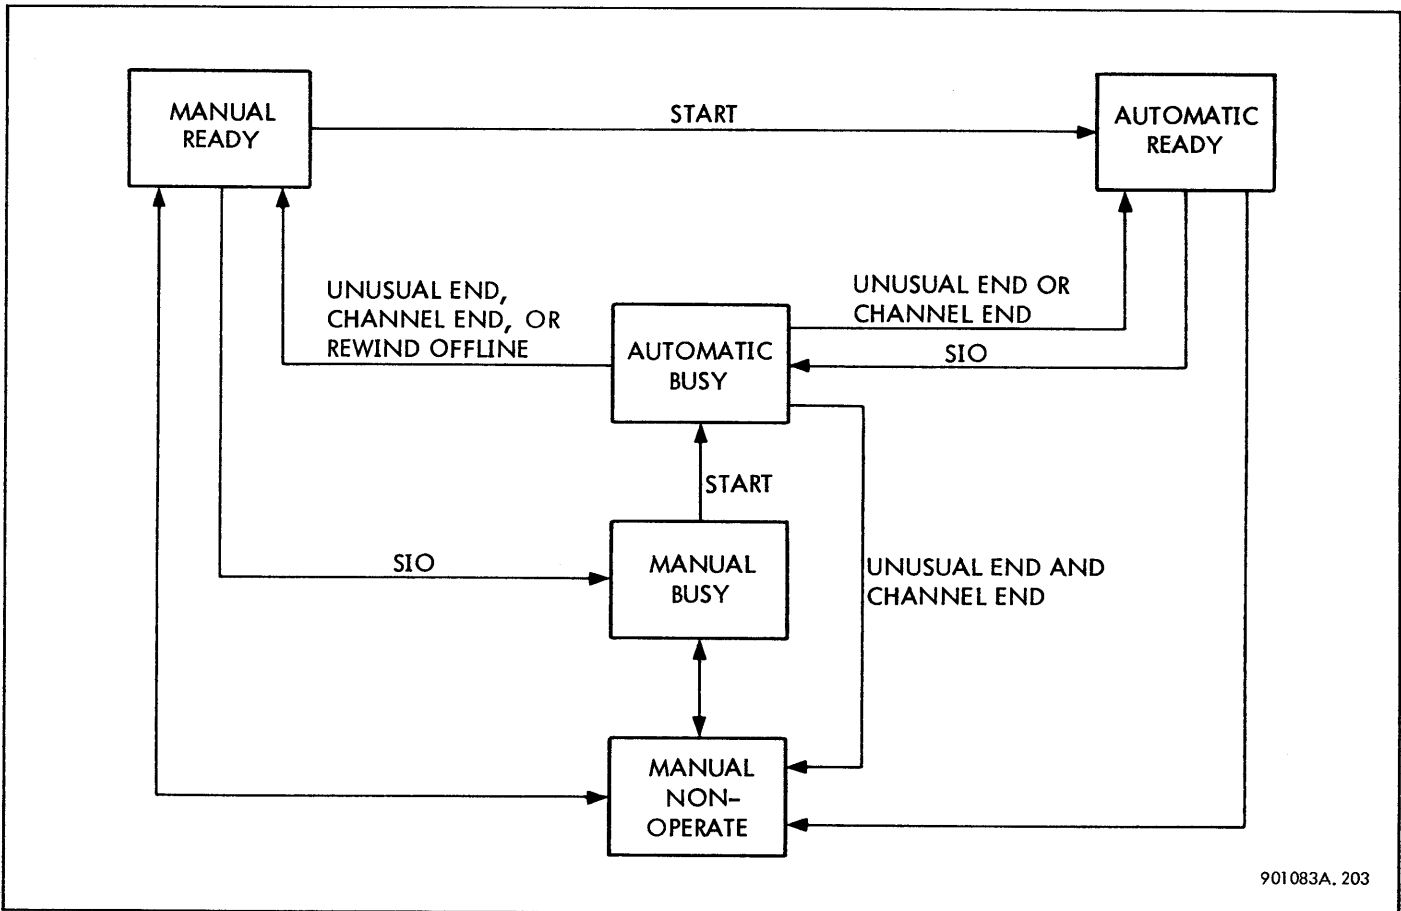 MANUAL
READY
START
AUTOMATIC
READY
UNUSUAL END,
CHANNEL END, OR
REWIND OFFLINE
AUTOMATIC
BUSY
UNUSUAL END OR
CHANNEL END
SIO
START
SIO
MANUAL
BUSY
UNUSUAL END AND
CHANNEL END
MANUAL
NON-
OPERATE
901083A. 203